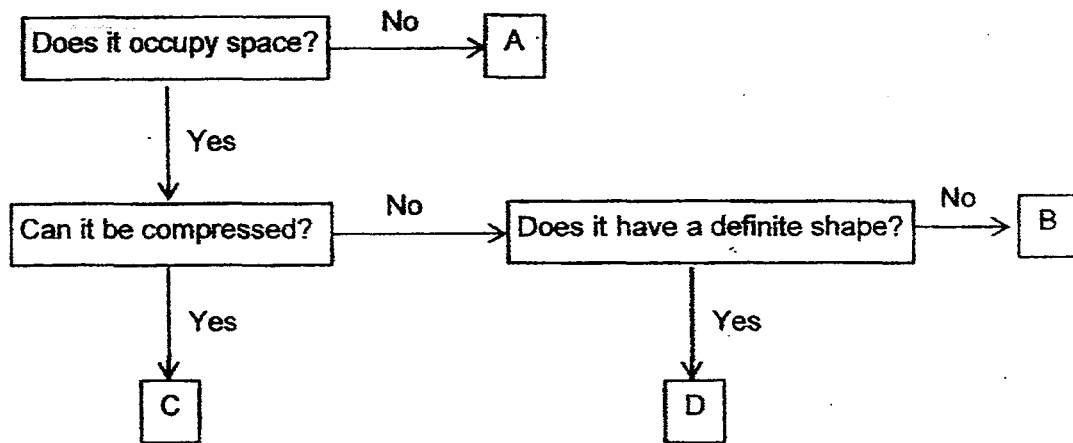 Does it occupy space?
No
A
Yes
Can it be compressed?
No
Does it have a definite shape?
No
B
Yes
Yes
C
D